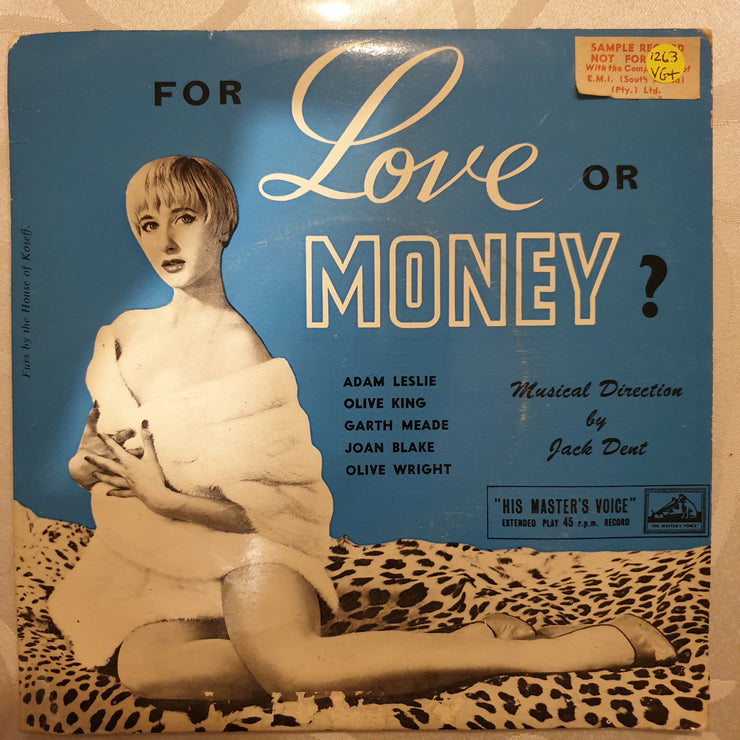 FOR Love OR
MONEY?
SAMPLE RECORD
NOT FOR
With the Comp of
E.M.I. (South
(Pty.) Ltd.
1263
VG+
Furs by the House of Koseff.
ADAM LESLIE
OLIVE KING
GARTH MEADE
JOAN BLAKE
OLIVE WRIGHT
Musical Direction
by
Jack Dent
"HIS MASTER'S VOICE"
EXTENDED PLAY 45 r.p.m. RECORD
"HIS MASTER'S VOICE"